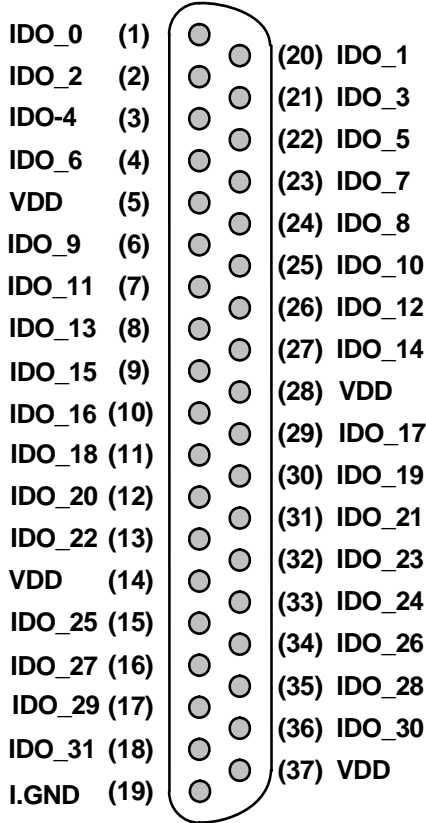 IDO_0 (1)
(20) IDO_1
IDO_2 (2)
(21) IDO_3
IDO-4 (3)
(22) IDO_5
IDO_6 (4)
(23) IDO_7
VDD (5)
(24) IDO_8
IDO_9 (6)
(25) IDO_10
IDO_11 (7)
(26) IDO_12
IDO_13 (8)
(27) IDO_14
IDO_15 (9)
(28) VDD
IDO_16 (10)
(29) IDO_17
IDO_18 (11)
(30) IDO_19
IDO_20 (12)
(31) IDO_21
IDO_22 (13)
(32) IDO_23
VDD (14)
(33) IDO_24
IDO_25 (15)
(34) IDO_26
IDO_27 (16)
(35) IDO_28
IDO_29 (17)
(36) IDO_30
IDO_31 (18)
(37) VDD
I.GND (19)